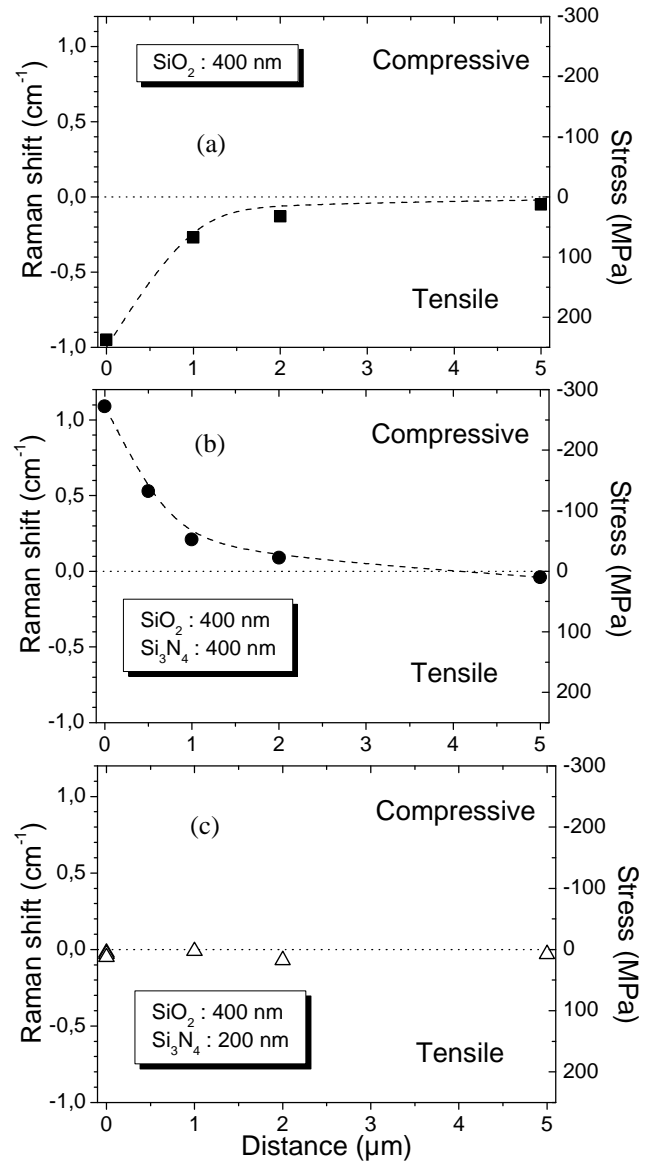 SiO2 : 400 nm
Compressive
(a)
Tensile
Raman shift (cm-1)
Stress (MPa)
1,0
0,5
0,0
-0,5
-1,0
-300
-200
-100
0
100
200
0 1 2 3 4 5
Compressive
(b)
SiO2 : 400 nm
Si3N4 : 400 nm
Tensile
Raman shift (cm-1)
Stress (MPa)
1,0
0,5
0,0
-0,5
-1,0
-300
-200
-100
0
100
200
0 1 2 3 4 5
Compressive
(c)
SiO2 : 400 nm
Si3N4 : 200 nm
Tensile
Raman shift (cm-1)
Stress (MPa)
1,0
0,5
0,0
-0,5
-1,0
-300
-200
-100
0
100
200
0 1 2 3 4 5
Distance (µm)